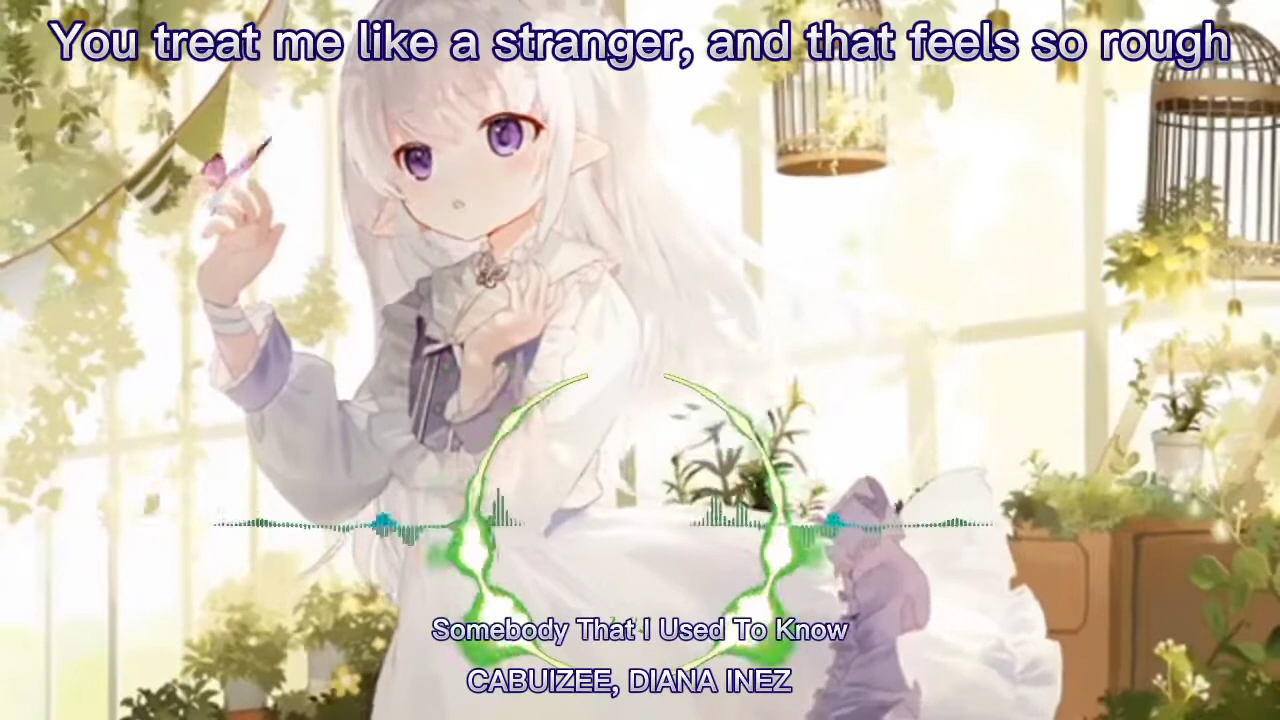 You treat me like a stranger, and that feels so rough
Somebody That I Used To Know
CABUIZEE, DIANA INEZ